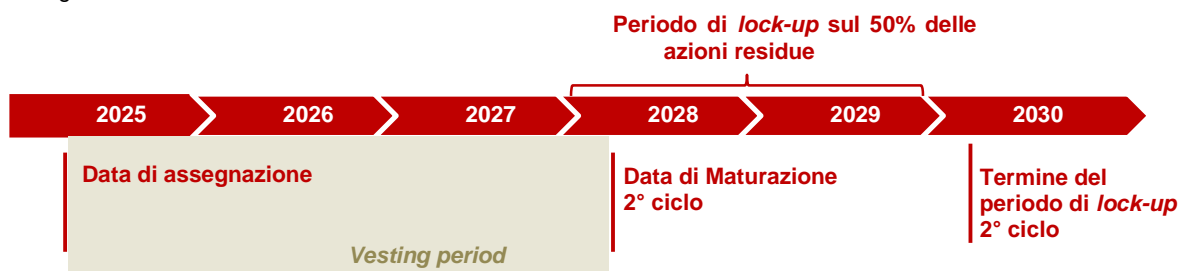 Periodo di lock-up sul 50% delle
azioni residue
2025 2026 2027 2028 2029 2030
Data di assegnazione
Data di Maturazione
2° ciclo
Termine del
periodo di lock-up
2° ciclo
Vesting period